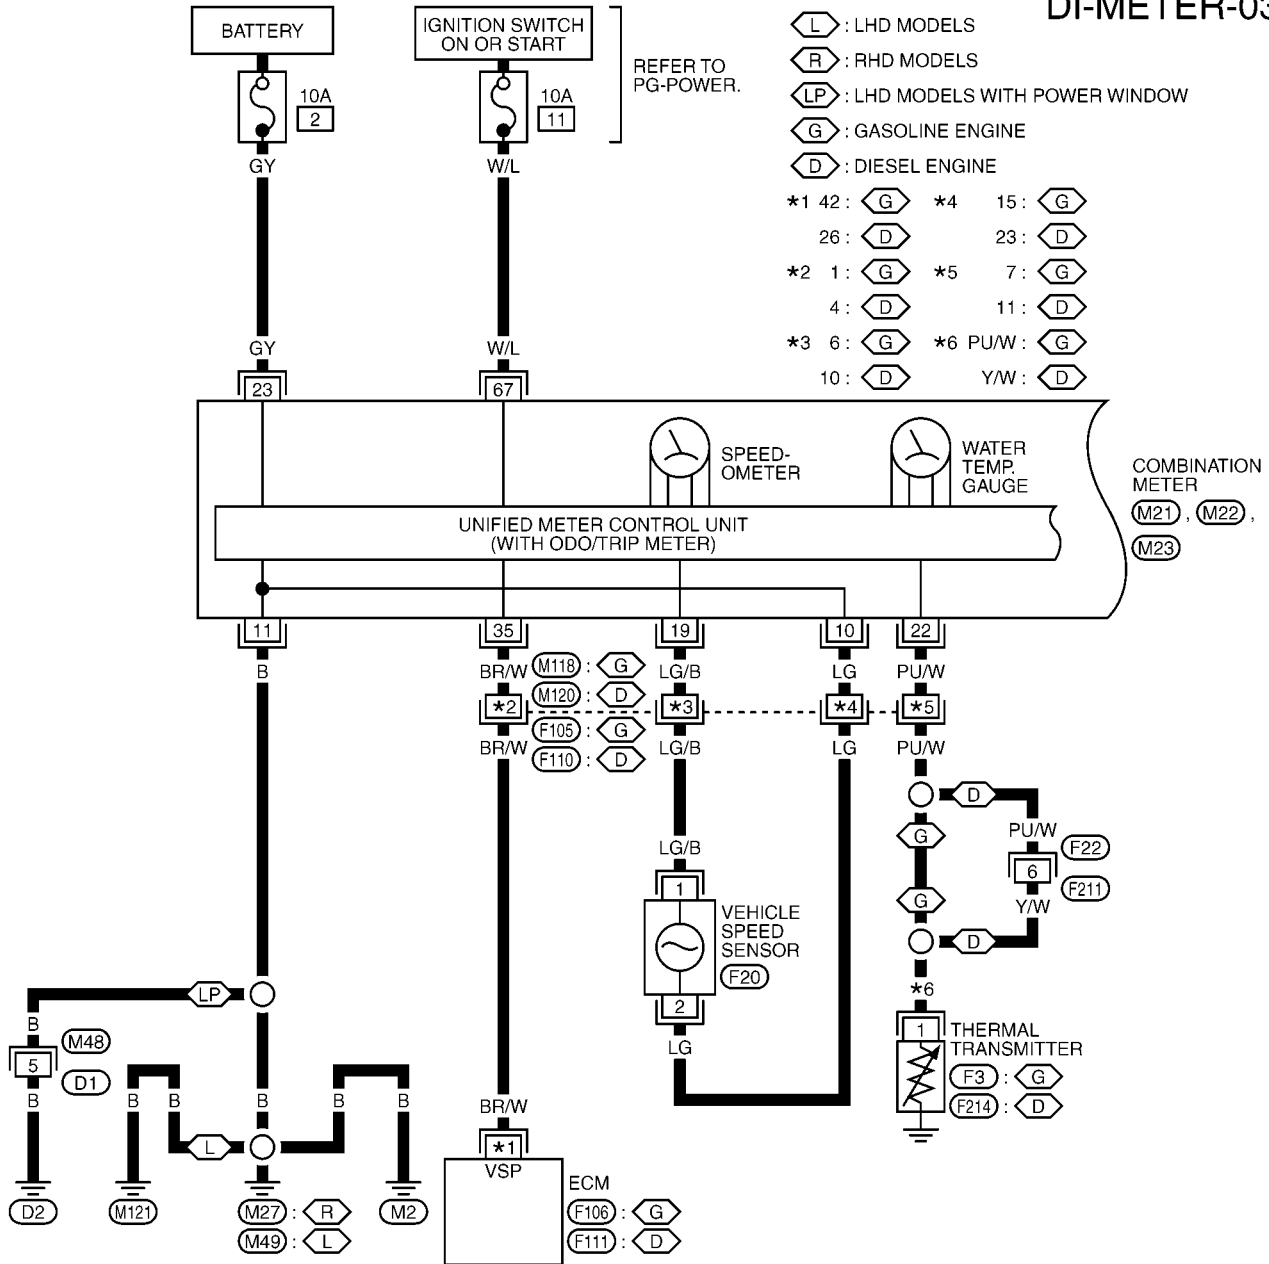 DI-METER-03
BATTERY
IGNITION SWITCH
ON OR START
REFER TO
PG-POWER.
10A
2
10A
11
L : LHD MODELS
R : RHD MODELS
LP : LHD MODELS WITH POWER WINDOW
G : GASOLINE ENGINE
D : DIESEL ENGINE
*1 42 : G *4 15 : G
26 : D 23 : D
*2 1 : G *5 7 : G
4 : D 11 : D
*3 6 : G *6 PU/W : G
10 : D Y/W : D
GY W/L
GY W/L
23 67
SPEED-
OMETER
WATER
TEMP.
GAUGE
COMBINATION
METER
M21 , M22 ,
M23
UNIFIED METER CONTROL UNIT
(WITH ODO/TRIP METER)
11 35 19 10 22
B BR/W LG/B LG PU/W
M118 : G
M120 : D
*2 *3 *4 *5
F105 : G
F110 : D
BR/W LG/B LG PU/W
D
G
PU/W
F22
LG/B
6
F211
1
G
Y/W
VEHICLE
SPEED
SENSOR
F20
D
2
*6
LG
1
THERMAL
TRANSMITTER
F3 : G
F214 : D
LP
B
M48
5
D1
B B B B B B
BR/W
L
*1
VSP
ECM
F106 : G
F111 : D
D2
M121
M27 : R
M49 : L
M2